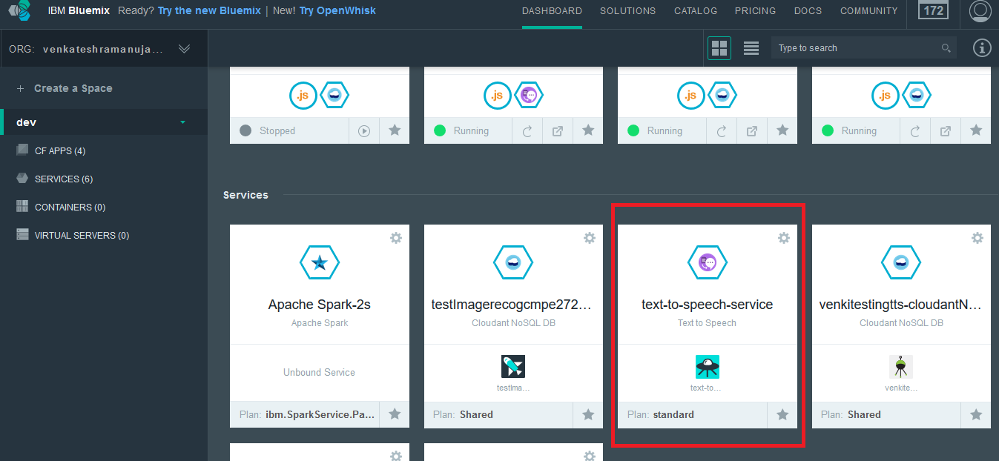 IBM Bluemix Ready? Try the new Bluemix | New! Try OpenWhisk DASHBOARD SOLUTIONS CATALOG PRICING DOCS COMMUNITY 172
ORG: venkateshramanuja... Type to search
+ Create a Space
dev
CF APPS (4)
SERVICES (6)
CONTAINERS (0)
VIRTUAL SERVERS (0)
.js .js .js .js
Stopped Running Running Running
Services
Apache Spark-2s testImagerecogcmpe272... text-to-speech-service venkitestingtts-cloudantN...
Apache Spark Cloudant NoSQL DB Text to Speech Cloudant NoSQL DB
Unbound Service
testIma... text-to... venkite...
Plan: ibm.SparkService.Pa... Plan: Shared Plan: standard Plan: Shared